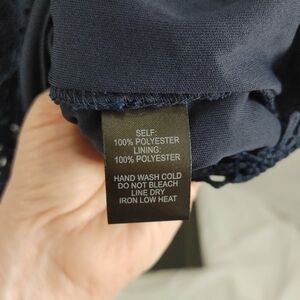 SELF:
100% POLYESTER
LINING:
100% POLYESTER
HAND WASH COLD
DO NOT BLEACH
LINE DRY
IRON LOW HEAT